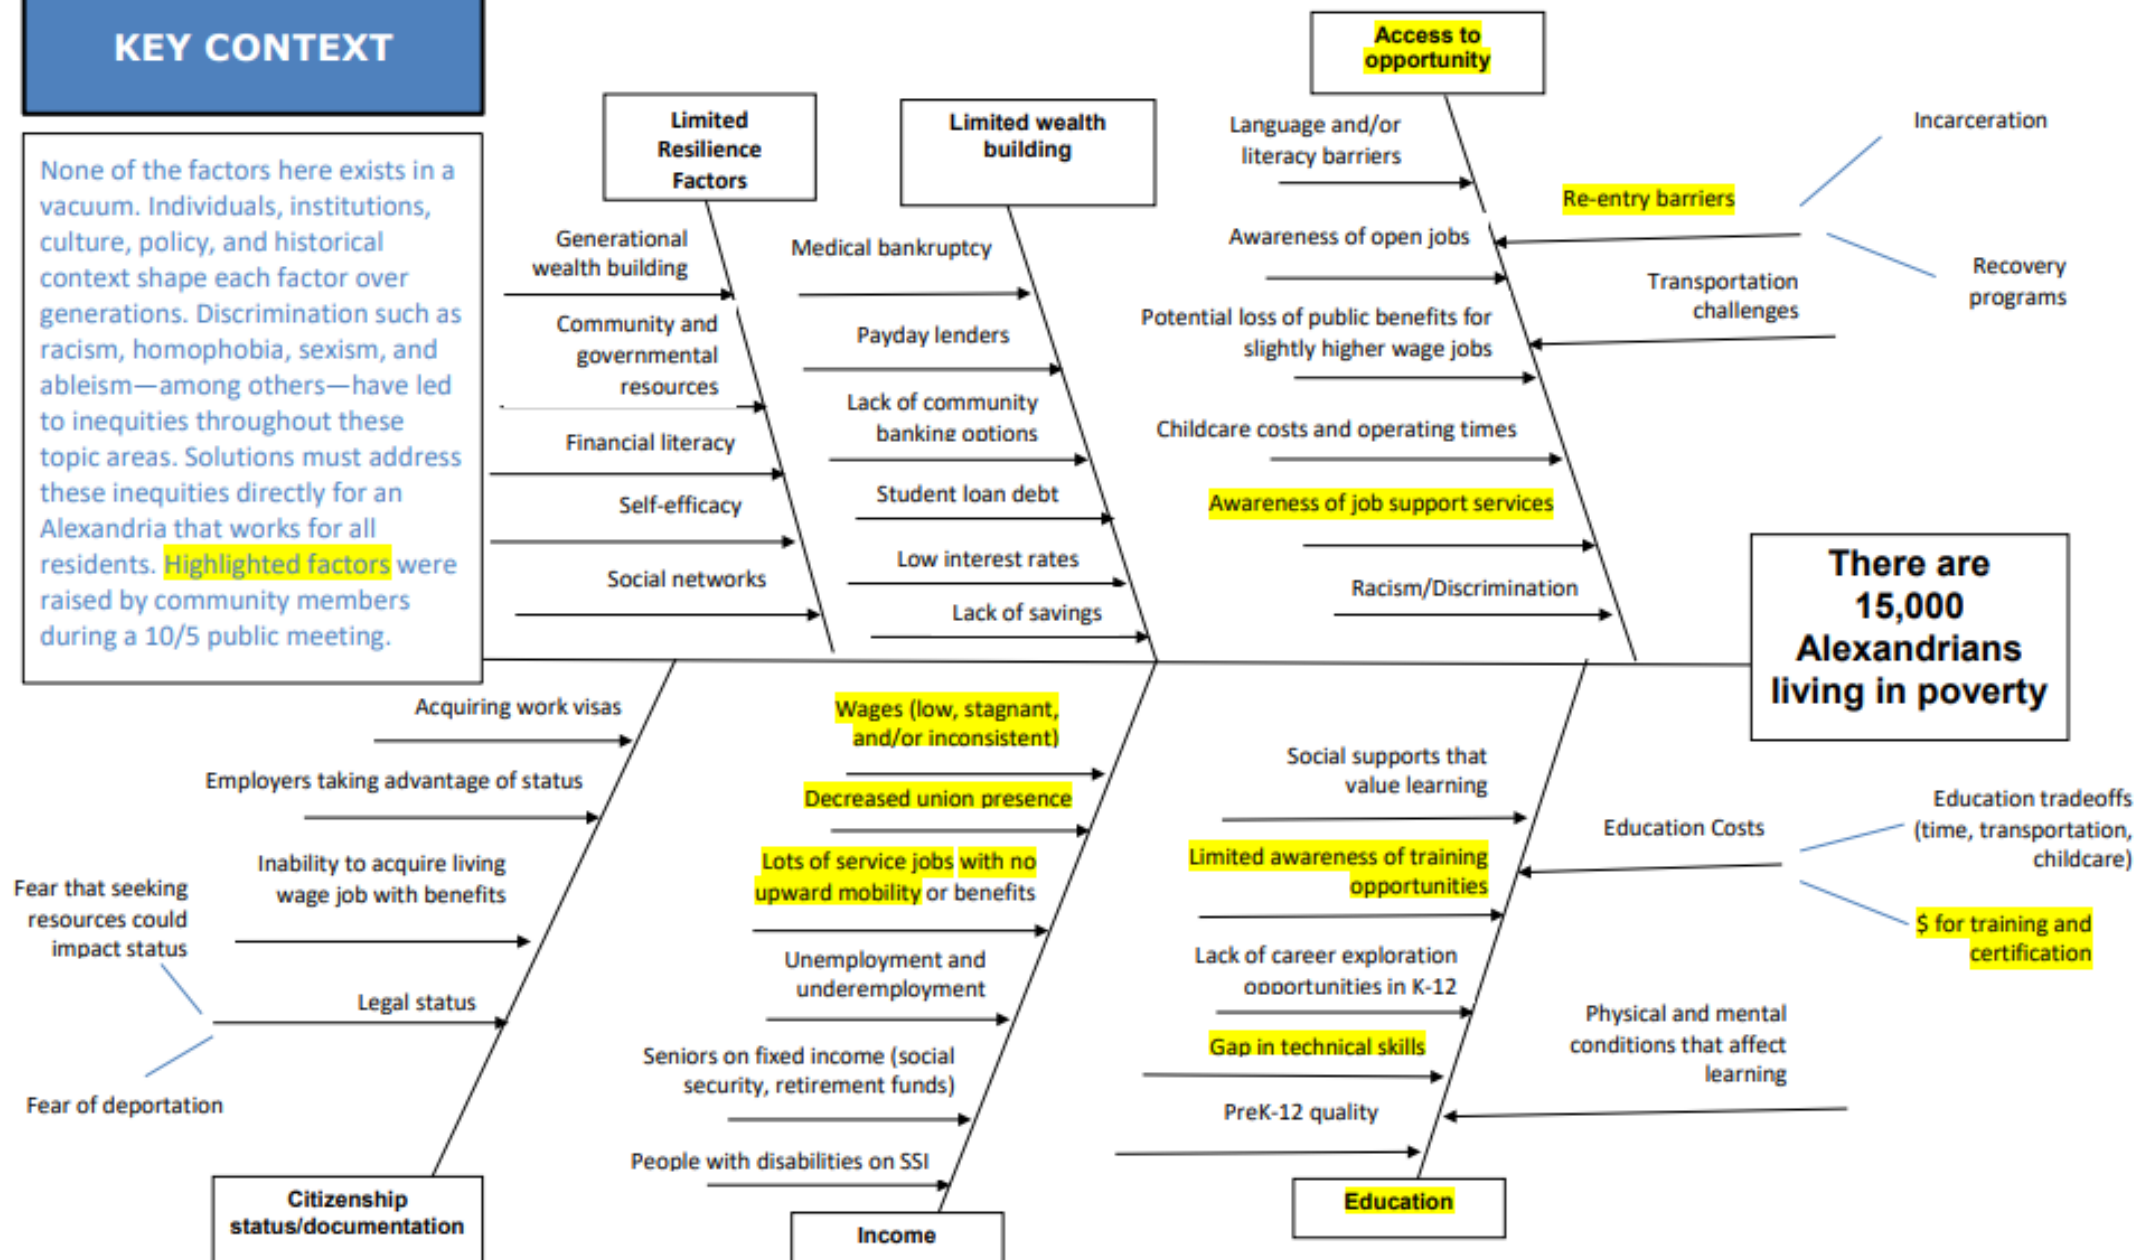 KEY CONTEXT
None of the factors here exists in a
vacuum. Individuals, institutions,
culture, policy, and historical
context shape each factor over
generations. Discrimination such as
racism, homophobia, sexism, and
ableism—among others—have led
to inequities throughout these
topic areas. Solutions must address
these inequities directly for an
Alexandria that works for all
residents. Highlighted factors were
raised by community members
during a 10/5 public meeting.
Limited
Resilience
Factors
Generational
wealth building
Community and
governmental
resources
Financial literacy
Self-efficacy
Social networks
Limited wealth
building
Medical bankruptcy
Payday lenders
Lack of community
banking options
Student loan debt
Low interest rates
Lack of savings
Access to
opportunity
Language and/or
literacy barriers
Awareness of open jobs
Potential loss of public benefits for
slightly higher wage jobs
Childcare costs and operating times
Awareness of job support services
Racism/Discrimination
Re-entry barriers
Incarceration
Recovery
programs
Transportation
challenges
There are
15,000
Alexandrians
living in poverty
Acquiring work visas
Employers taking advantage of status
Inability to acquire living
wage job with benefits
Fear that seeking
resources could
impact status
Legal status
Fear of deportation
Citizenship
status/documentation
Wages (low, stagnant,
and/or inconsistent)
Decreased union presence
Lots of service jobs with no
upward mobility or benefits
Unemployment and
underemployment
Seniors on fixed income (social
security, retirement funds)
People with disabilities on SSI
Income
Social supports that
value learning
Limited awareness of training
opportunities
Lack of career exploration
opportunities in K-12
Gap in technical skills
PreK-12 quality
Education Costs
Education tradeoffs
(time, transportation,
childcare)
$ for training and
certification
Physical and mental
conditions that affect
learning
Education